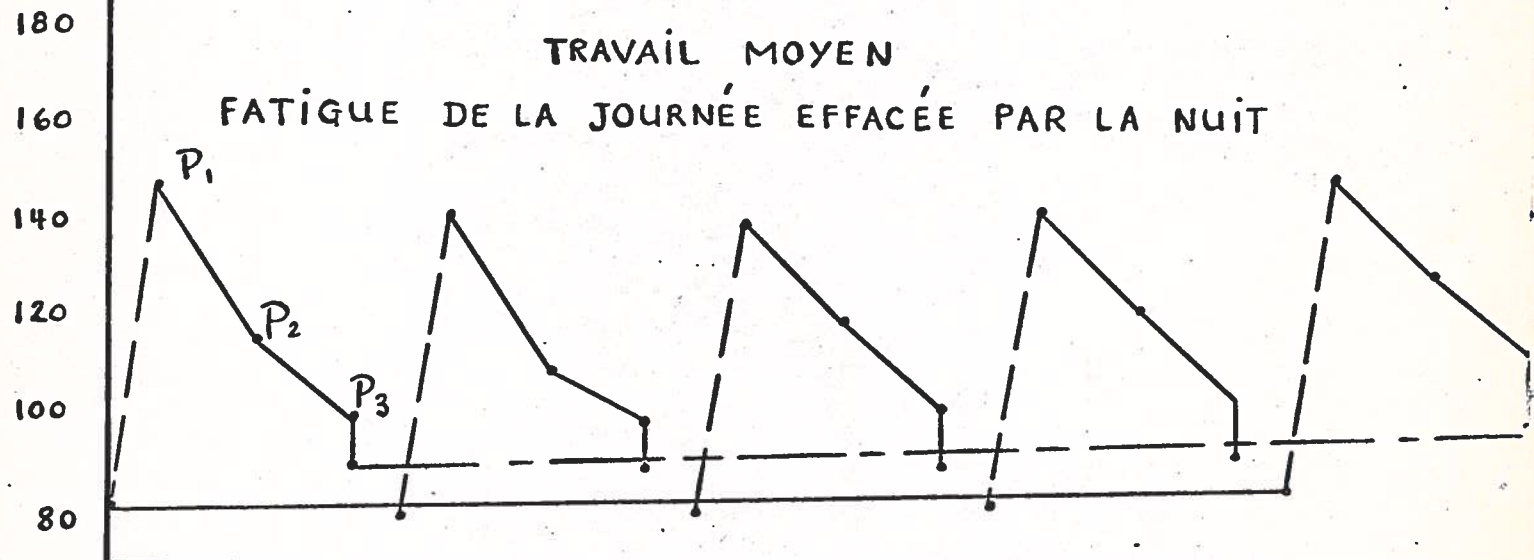 180
TRAVAIL MOYEN
160
FATIGUE DE LA JOURNÉE EFFACÉE PAR LA NUIT
P₁
140
120
P₂
100
P₃
80